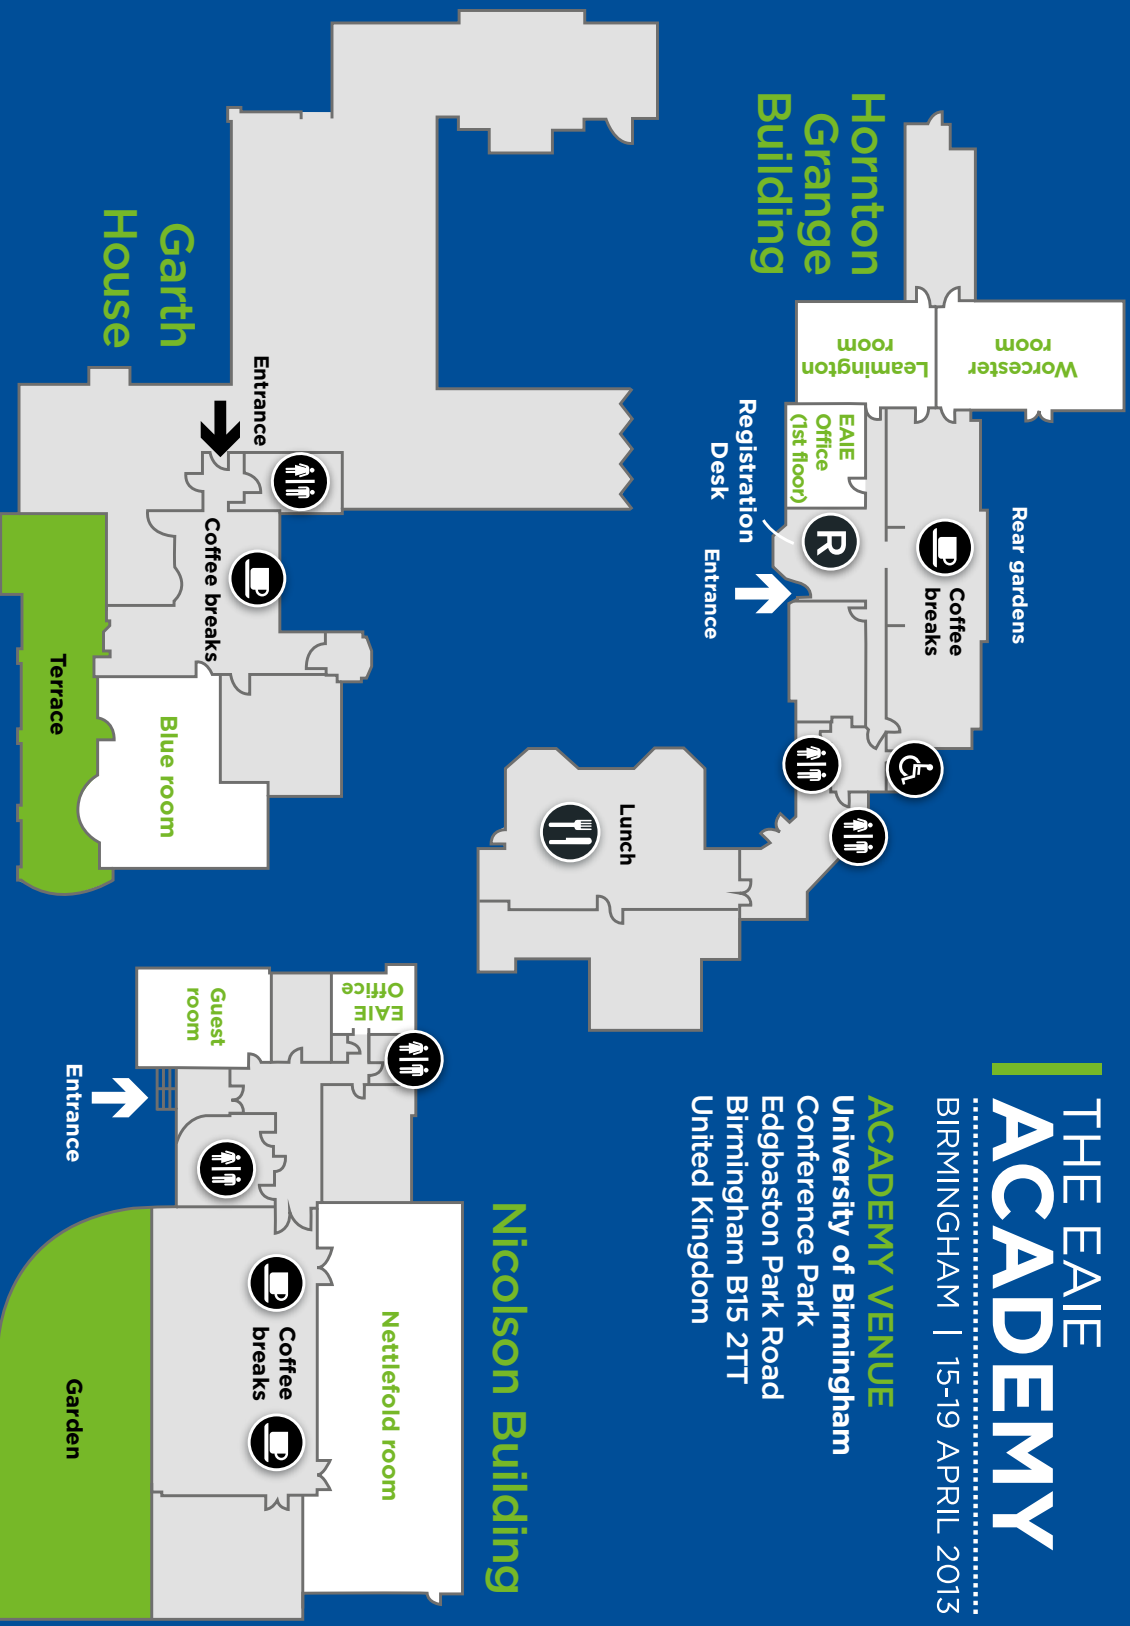 THE EAIE
ACADEMY
BIRMINGHAM | 15-19 APRIL 2013
ACADEMY VENUE
University of Birmingham
Conference Park
Edgbaston Park Road
Birmingham B15 2TT
United Kingdom
Hornton
Grange
Building
Worcester
room
Leamington
room
EAIE
Office
(1st floor)
Registration
Desk
R
Entrance
Rear gardens
Coffee
breaks
Lunch
Garth
House
Entrance
Coffee breaks
Terrace
Blue room
Nicolson Building
EAIE
Office
Guest
room
Entrance
Coffee
breaks
Nettlefold room
Garden